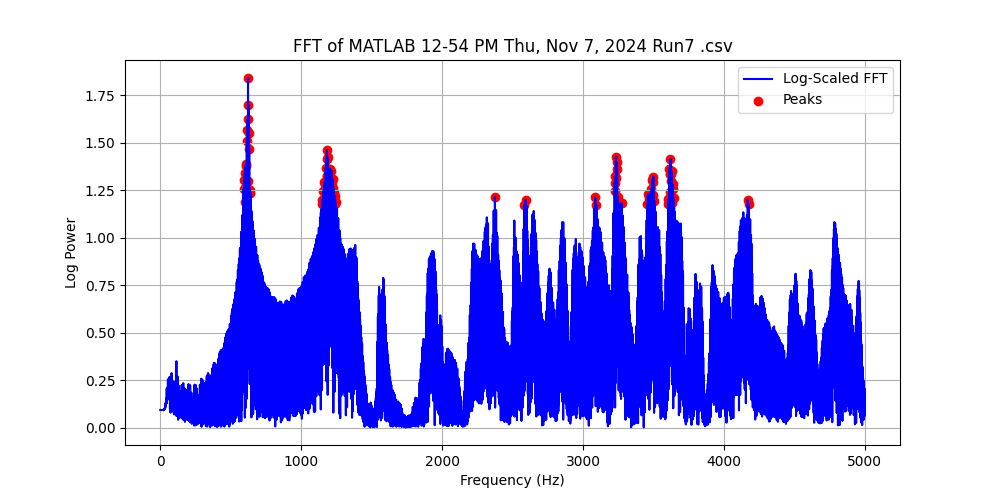 FFT of MATLAB 12-54 PM Thu, Nov 7, 2024 Run7 .csv
Log-Scaled FFT
Peaks
1.75
1.50
1.25
1.00
0.75
0.50
0.25
0.00
Log Power
0 1000 2000 3000 4000 5000
Frequency (Hz)